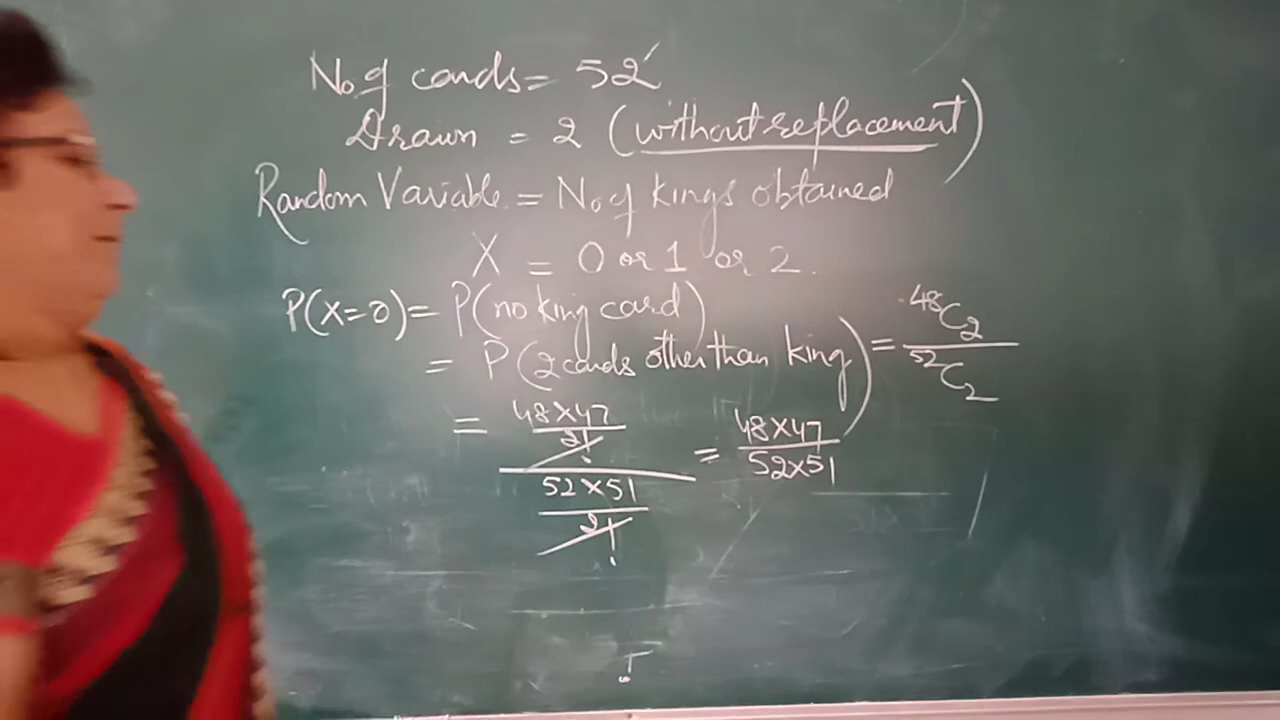 No. of cards = 52
Drawn = 2 (without replacement)
Random Variable = No. of kings obtained
X = 0 or 1 or 2.
P(X=0) = P(no king card)
= P(2 cards other than king) = ⁴⁸C₂ / ⁵²C₂
= (48×47 / 2!) / (52×51 / 2!) = 48×47 / 52×51